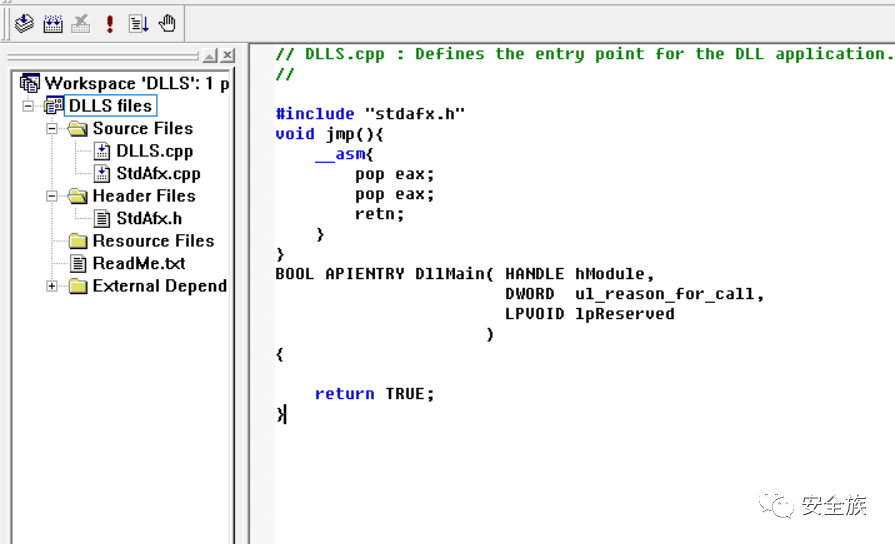 Workspace 'DLLS': 1 p
DLLS files
Source Files
DLLS.cpp
StdAfx.cpp
Header Files
StdAfx.h
Resource Files
ReadMe.txt
External Depend
// DLLS.cpp : Defines the entry point for the DLL application.
//
#include "stdafx.h"
void jmp(){
__asm{
pop eax;
pop eax;
retn;
}
}
BOOL APIENTRY DllMain( HANDLE hModule,
DWORD  ul_reason_for_call,
LPVOID lpReserved
)
{
return TRUE;
}
安全族